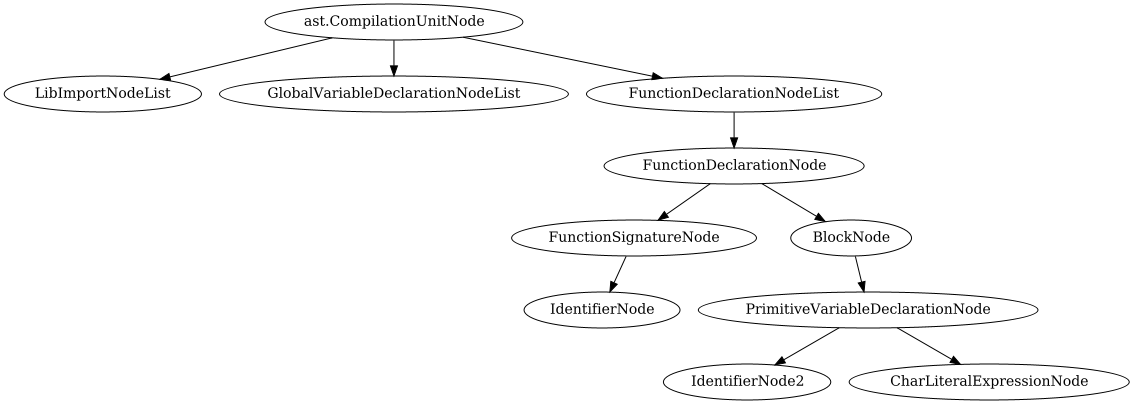 ast.CompilationUnitNode
LibImportNodeList
GlobalVariableDeclarationNodeList
FunctionDeclarationNodeList
FunctionDeclarationNode
FunctionSignatureNode
BlockNode
IdentifierNode
PrimitiveVariableDeclarationNode
IdentifierNode2
CharLiteralExpressionNode